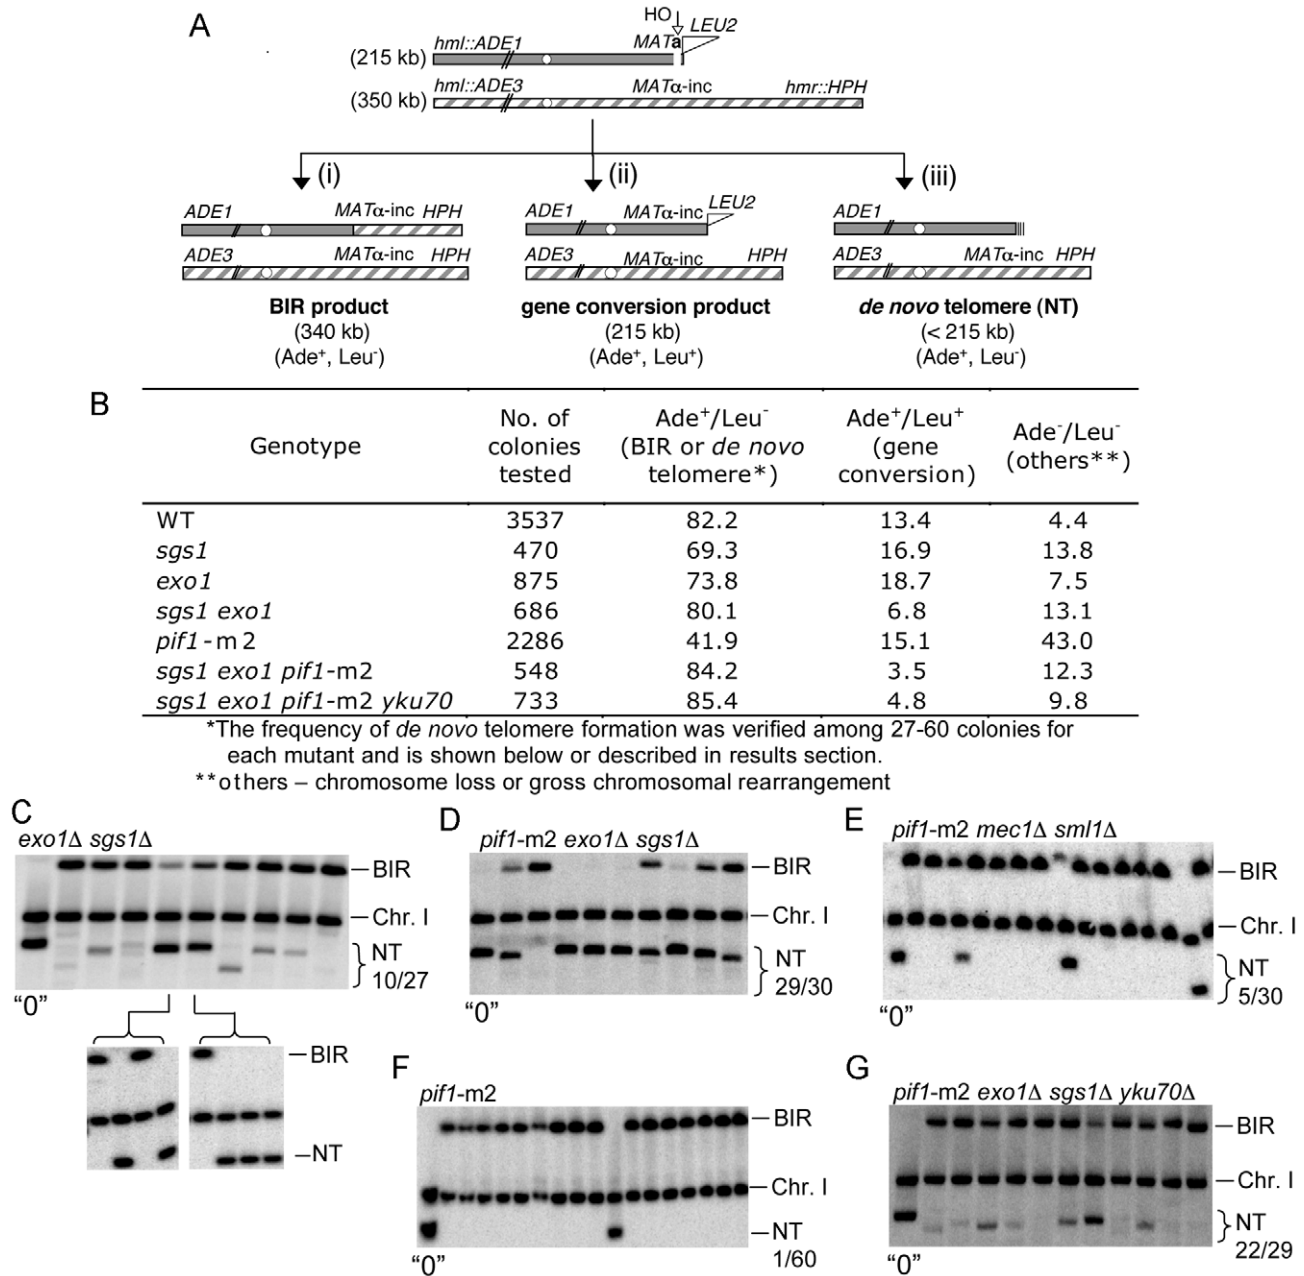 A
HO
LEU2
hml::ADE1
MATa
(215 kb)
hml::ADE3
MATα-inc
hmr::HPH
(350 kb)
(i)
(ii)
(iii)
ADE1
MATα-inc HPH
ADE3
MATα-inc
HPH
BIR product
(340 kb)
(Ade⁺, Leu⁻)
LEU2
ADE1
MATα-inc
ADE3
MATα-inc
HPH
gene conversion product
(215 kb)
(Ade⁺, Leu⁺)
ADE1
ADE3
MATα-inc
HPH
de novo telomere (NT)
(< 215 kb)
(Ade⁺, Leu⁻)
B
Genotype
No. of
colonies
tested
Ade⁺/Leu⁻
(BIR or de novo
telomere*)
Ade⁺/Leu⁺
(gene
conversion)
Ade⁻/Leu⁻
(others**)
WT 3537 82.2 13.4 4.4
sgs1 470 69.3 16.9 13.8
exo1 875 73.8 18.7 7.5
sgs1 exo1 686 80.1 6.8 13.1
pif1-m2 2286 41.9 15.1 43.0
sgs1 exo1 pif1-m2 548 84.2 3.5 12.3
sgs1 exo1 pif1-m2 yku70 733 85.4 4.8 9.8
*The frequency of de novo telomere formation was verified among 27-60 colonies for
each mutant and is shown below or described in results section.
**others – chromosome loss or gross chromosomal rearrangement
C
exo1Δ sgs1Δ
BIR
Chr. I
NT
10/27
"0"
BIR
NT
D
pif1-m2 exo1Δ sgs1Δ
BIR
Chr. I
NT
29/30
"0"
E
pif1-m2 mec1Δ sml1Δ
BIR
Chr. I
NT
5/30
"0"
F
pif1-m2
BIR
Chr. I
NT
1/60
"0"
G
pif1-m2 exo1Δ sgs1Δ yku70Δ
BIR
Chr. I
NT
22/29
"0"